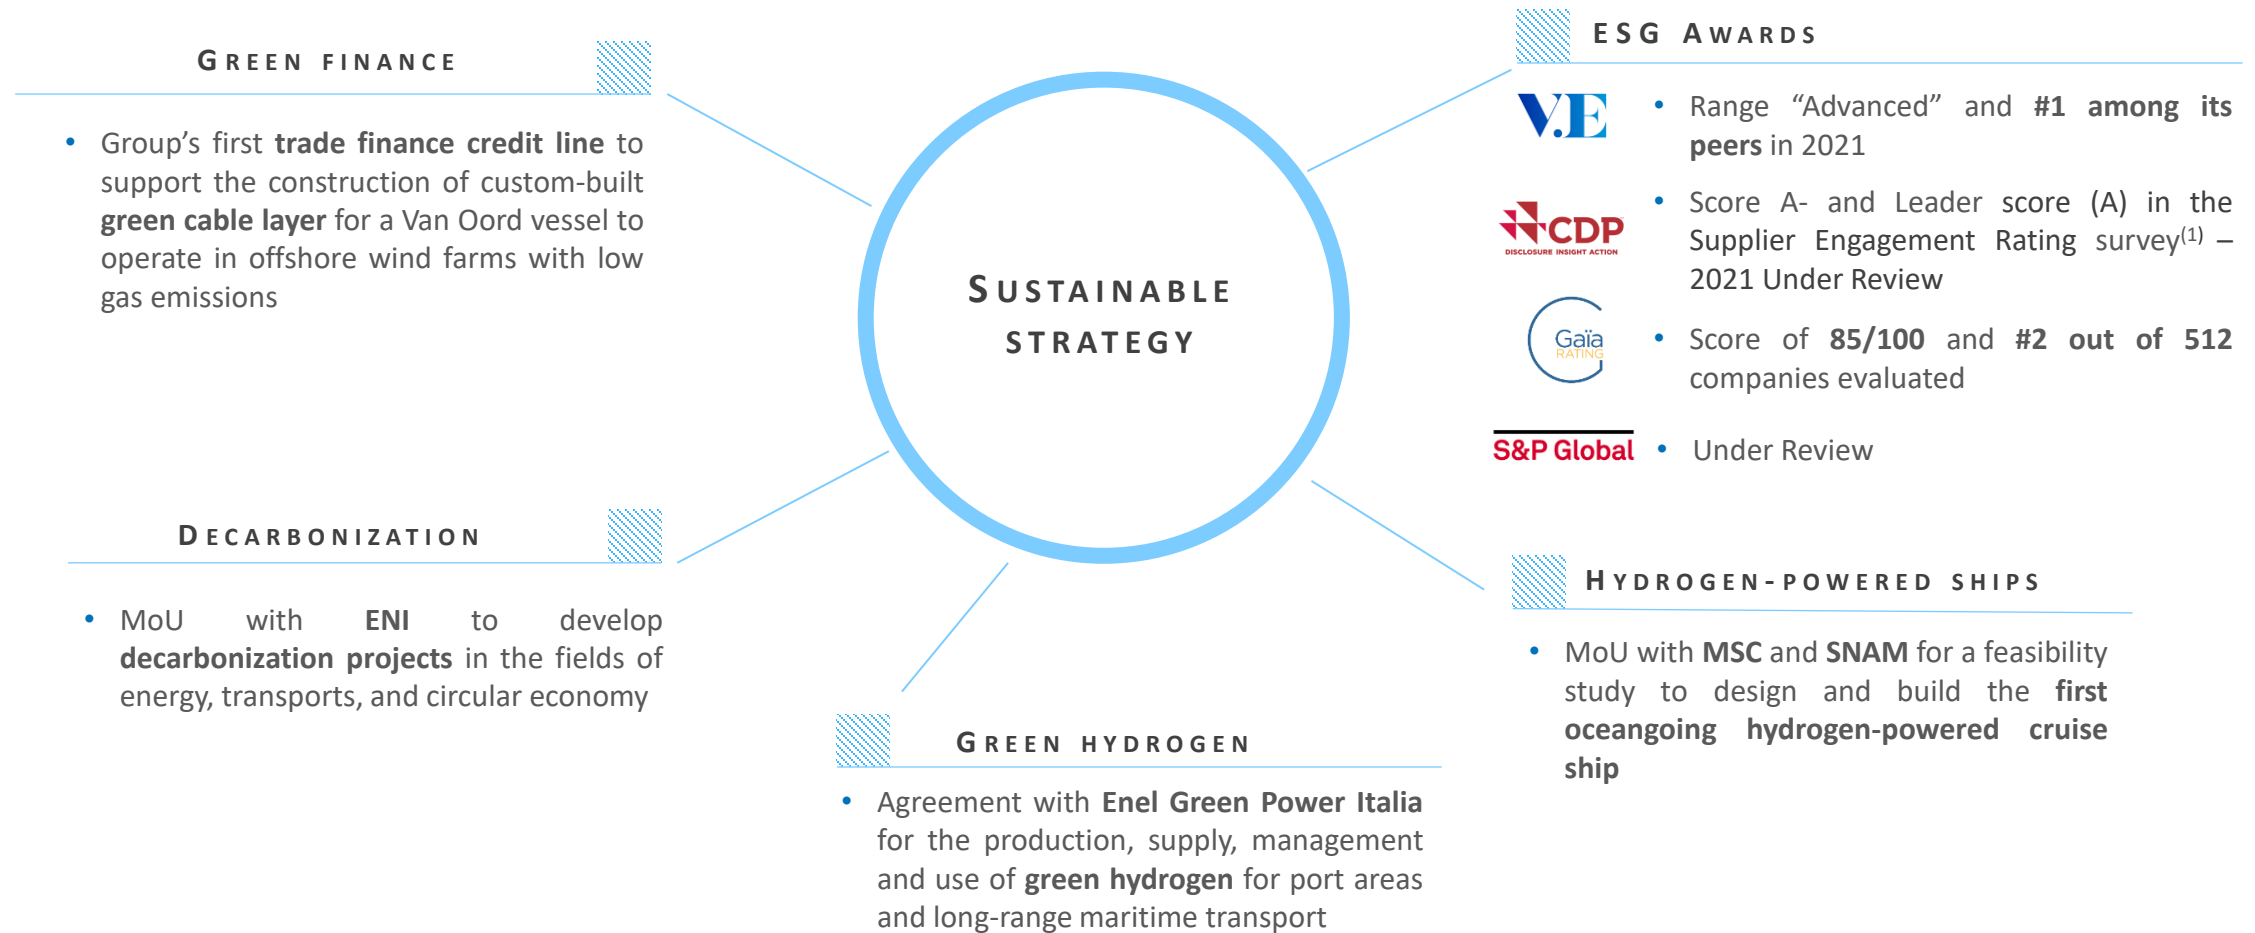 GREEN FINANCE
• Group’s first trade finance credit line to
support the construction of custom-built
green cable layer for a Van Oord vessel to
operate in offshore wind farms with low
gas emissions
DECARBONIZATION
• MoU with ENI to develop
decarbonization projects in the fields of
energy, transports, and circular economy
SUSTAINABLE
STRATEGY
GREEN HYDROGEN
• Agreement with Enel Green Power Italia
for the production, supply, management
and use of green hydrogen for port areas
and long-range maritime transport
ESG AWARDS
V.E
• Range “Advanced” and #1 among its
peers in 2021
CDP
DISCLOSURE INSIGHT ACTION
• Score A- and Leader score (A) in the
Supplier Engagement Rating survey(1) –
2021 Under Review
Gaïa
RATING
• Score of 85/100 and #2 out of 512
companies evaluated
S&P Global
• Under Review
HYDROGEN-POWERED SHIPS
• MoU with MSC and SNAM for a feasibility
study to design and build the first
oceangoing hydrogen-powered cruise
ship